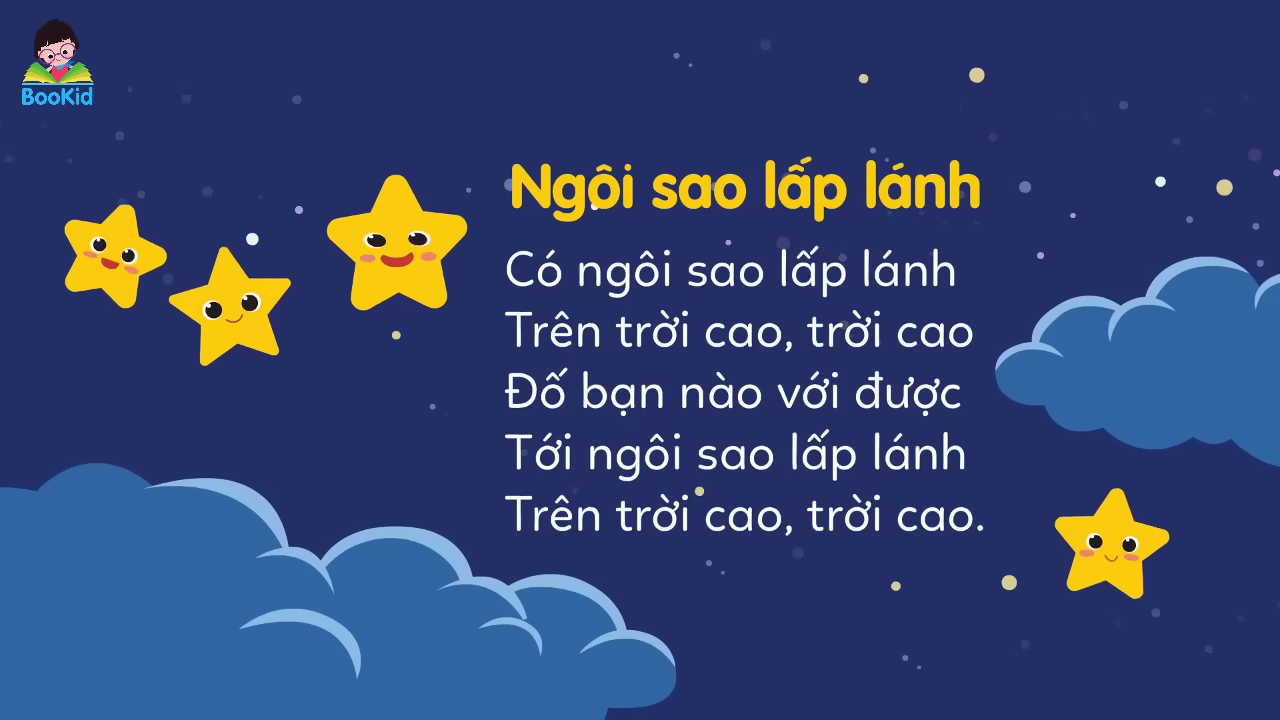 BooKid
Ngôi sao lấp lánh
Có ngôi sao lấp lánh
Trên trời cao, trời cao
Đố bạn nào với được
Tới ngôi sao lấp lánh
Trên trời cao, trời cao.